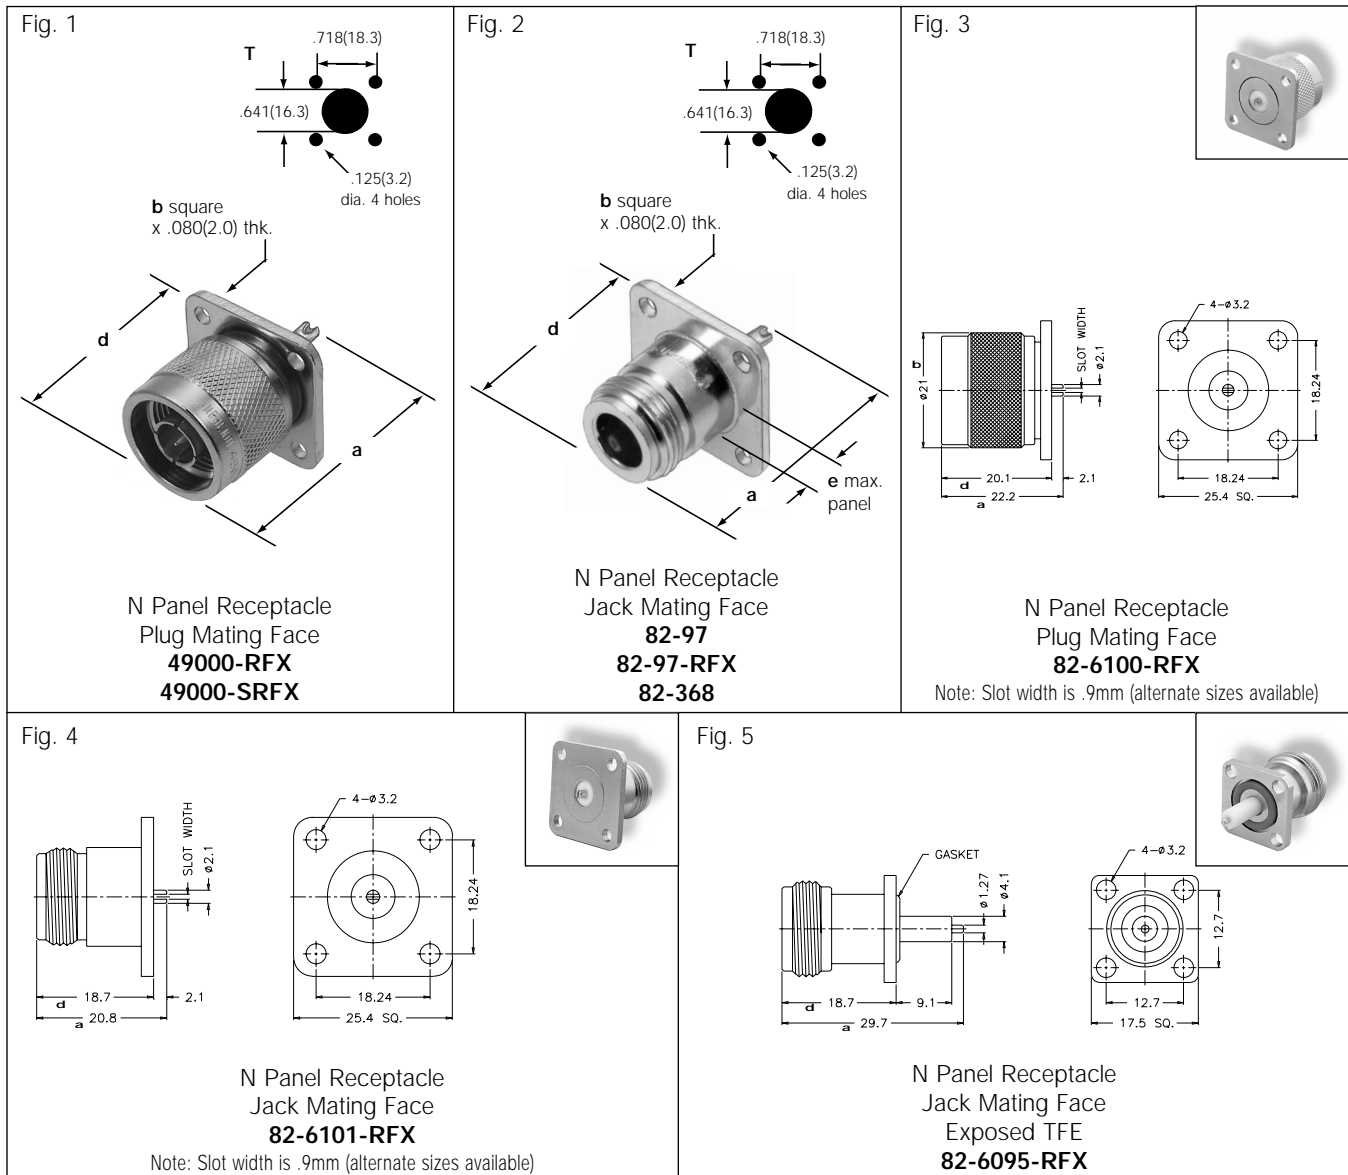 Fig. 1
T
.718(18.3)
.641(16.3)
.125(3.2)
dia. 4 holes
b square
x .080(2.0) thk.
d
a
N Panel Receptacle
Plug Mating Face
49000-RFX
49000-SRFX
Fig. 2
T
.718(18.3)
.641(16.3)
.125(3.2)
dia. 4 holes
b square
x .080(2.0) thk.
d
a
e max.
panel
N Panel Receptacle
Jack Mating Face
82-97
82-97-RFX
82-368
Fig. 3
b
ø21
SLOT WIDTH
ø2.1
20.1
2.1
d
22.2
a
4-ø3.2
18.24
18.24
25.4 SQ.
N Panel Receptacle
Plug Mating Face
82-6100-RFX
Note: Slot width is .9mm (alternate sizes available)
Fig. 4
SLOT WIDTH
ø2.1
18.7
2.1
d
20.8
a
4-ø3.2
18.24
18.24
25.4 SQ.
N Panel Receptacle
Jack Mating Face
82-6101-RFX
Note: Slot width is .9mm (alternate sizes available)
Fig. 5
GASKET
ø1.27
ø4.1
18.7
9.1
d
29.7
a
4-ø3.2
12.7
12.7
17.5 SQ.
N Panel Receptacle
Jack Mating Face
Exposed TFE
82-6095-RFX